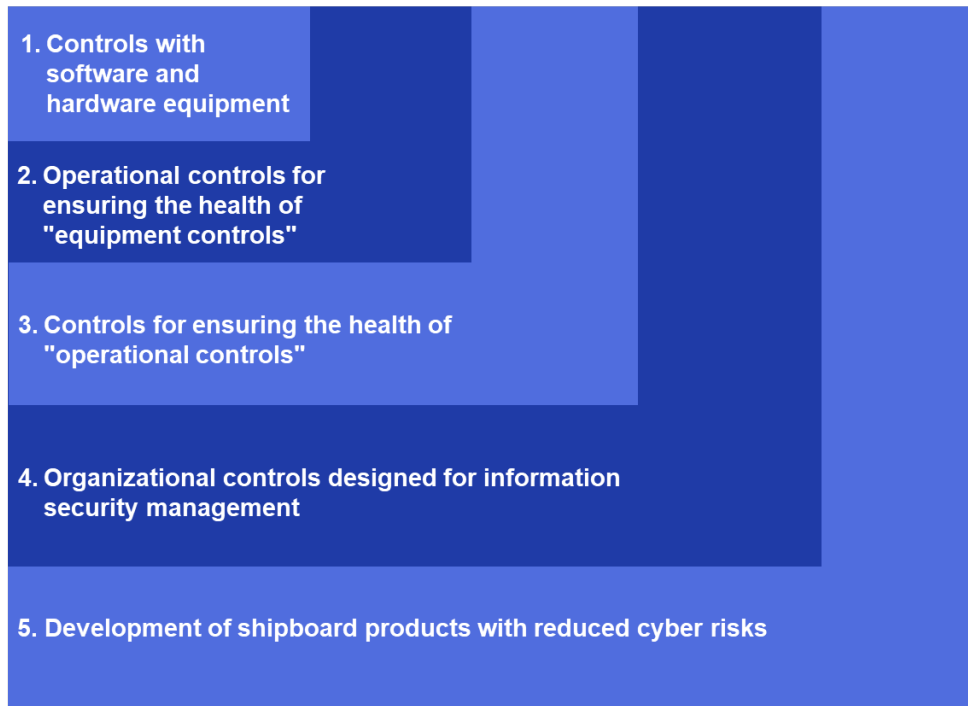 1. Controls with
software and
hardware equipment
2. Operational controls for
ensuring the health of
"equipment controls"
3. Controls for ensuring the health of
"operational controls"
4. Organizational controls designed for information
security management
5. Development of shipboard products with reduced cyber risks